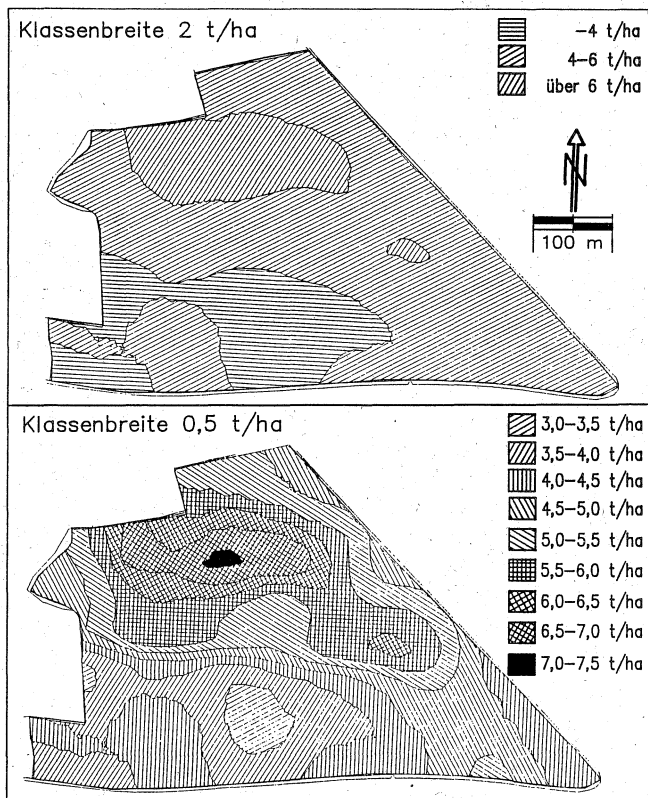 Klassenbreite 2 t/ha
-4 t/ha
4-6 t/ha
über 6 t/ha
N
100 m
Klassenbreite 0,5 t/ha
3,0-3,5 t/ha
3,5-4,0 t/ha
4,0-4,5 t/ha
4,5-5,0 t/ha
5,0-5,5 t/ha
5,5-6,0 t/ha
6,0-6,5 t/ha
6,5-7,0 t/ha
7,0-7,5 t/ha